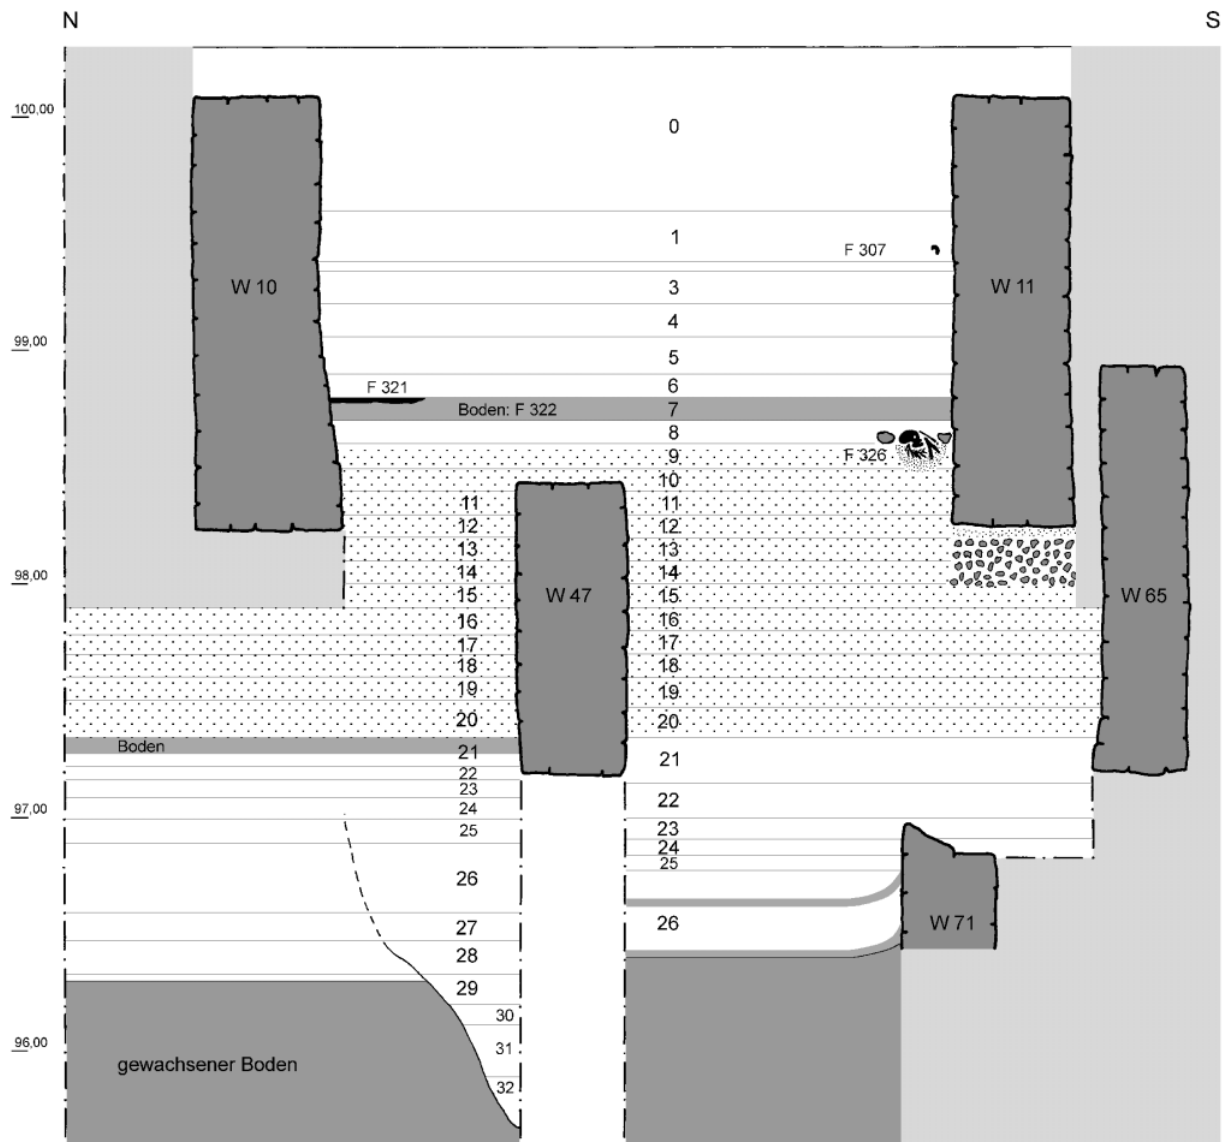 N S
100,00
0
1
F 307
W 10 3 W 11
4
99,00
5
F 321 6
Boden: F 322 7
8
F 326 9
10
11 11
12 12
13 13
98,00 14 14
15 W 47 15 W 65
16 16
17 17
18 18
19 19
20 20
Boden 21 21
22
23 22
97,00 24
25 23
24
25
26
27 26 W 71
28
29
30
96,00 31
gewachsener Boden
32